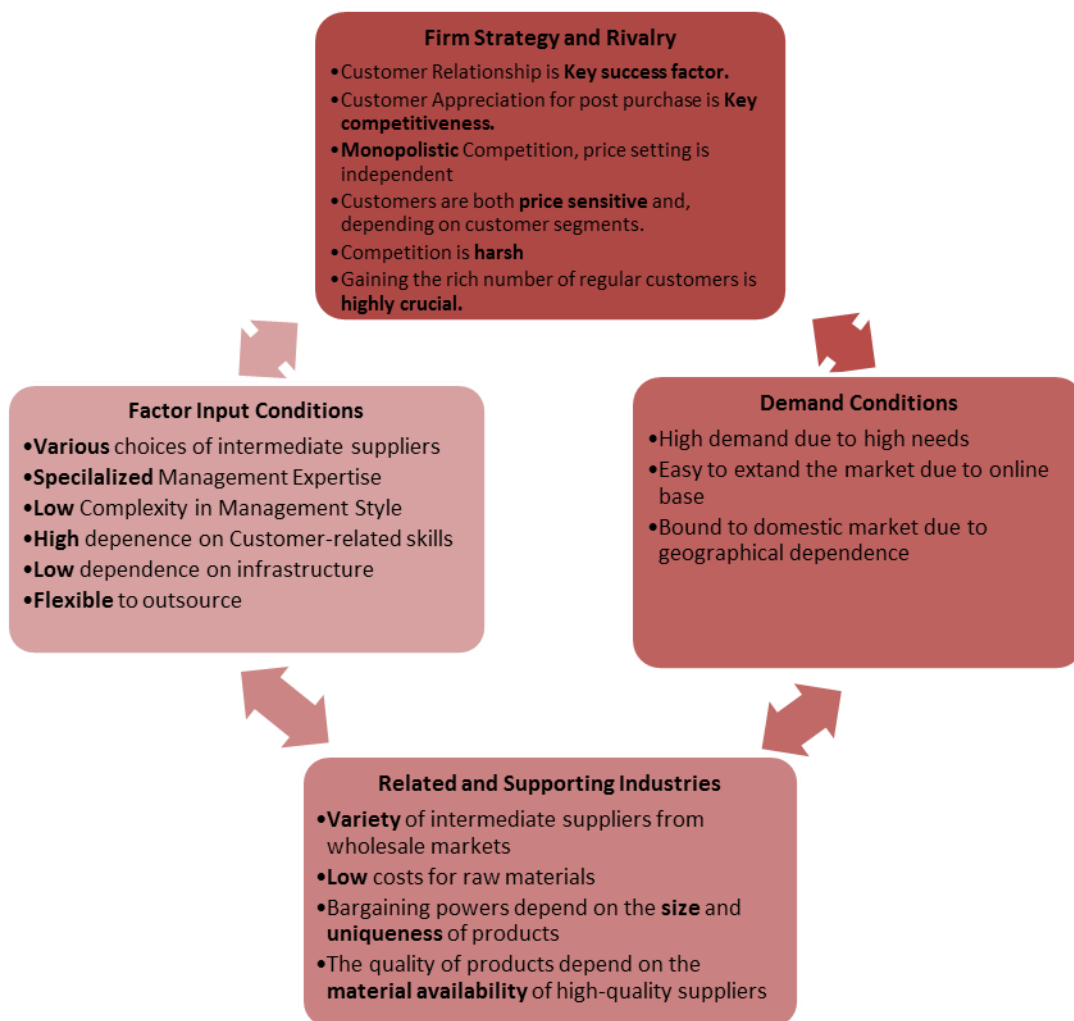 Firm Strategy and Rivalry
•Customer Relationship is Key success factor.
•Customer Appreciation for post purchase is Key
competitiveness.
•Monopolistic Competition, price setting is
independent
•Customers are both price sensitive and,
depending on customer segments.
•Competition is harsh
•Gaining the rich number of regular customers is
highly crucial.
Factor Input Conditions
•Various choices of intermediate suppliers
•Specilalized Management Expertise
•Low Complexity in Management Style
•High depenence on Customer-related skills
•Low dependence on infrastructure
•Flexible to outsource
Demand Conditions
•High demand due to high needs
•Easy to extand the market due to online
base
•Bound to domestic market due to
geographical dependence
Related and Supporting Industries
•Variety of intermediate suppliers from
wholesale markets
•Low costs for raw materials
•Bargaining powers depend on the size and
uniqueness of products
•The quality of products depend on the
material availability of high-quality suppliers